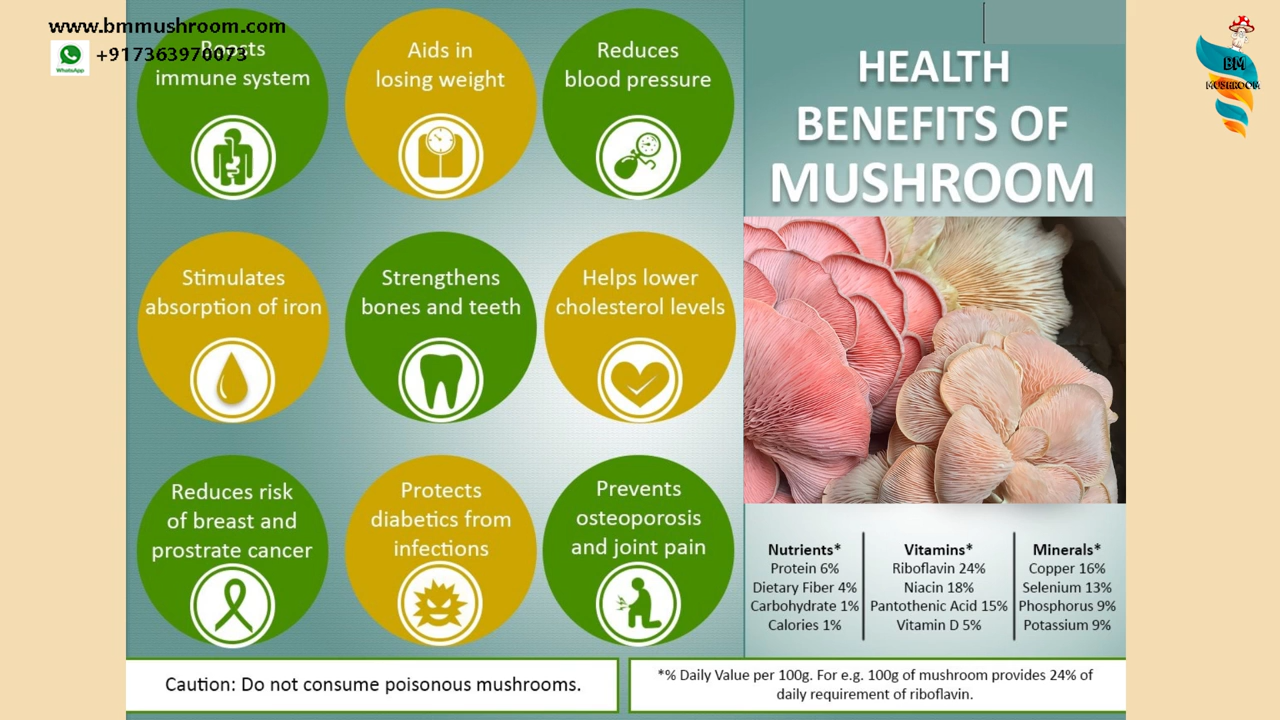 www.bmmushroom.com
WhatsApp
+917363970073
Boosts
immune system
Aids in
losing weight
Reduces
blood pressure
HEALTH
BENEFITS OF
MUSHROOM
BM
MUSHROOM
Stimulates
absorption of iron
Strengthens
bones and teeth
Helps lower
cholesterol levels
Reduces risk
of breast and
prostrate cancer
Protects
diabetics from
infections
Prevents
osteoporosis
and joint pain
Nutrients*
Protein 6%
Dietary Fiber 4%
Carbohydrate 1%
Calories 1%
Vitamins*
Riboflavin 24%
Niacin 18%
Pantothenic Acid 15%
Vitamin D 5%
Minerals*
Copper 16%
Selenium 13%
Phosphorus 9%
Potassium 9%
Caution: Do not consume poisonous mushrooms.
*% Daily Value per 100g. For e.g. 100g of mushroom provides 24% of
daily requirement of riboflavin.